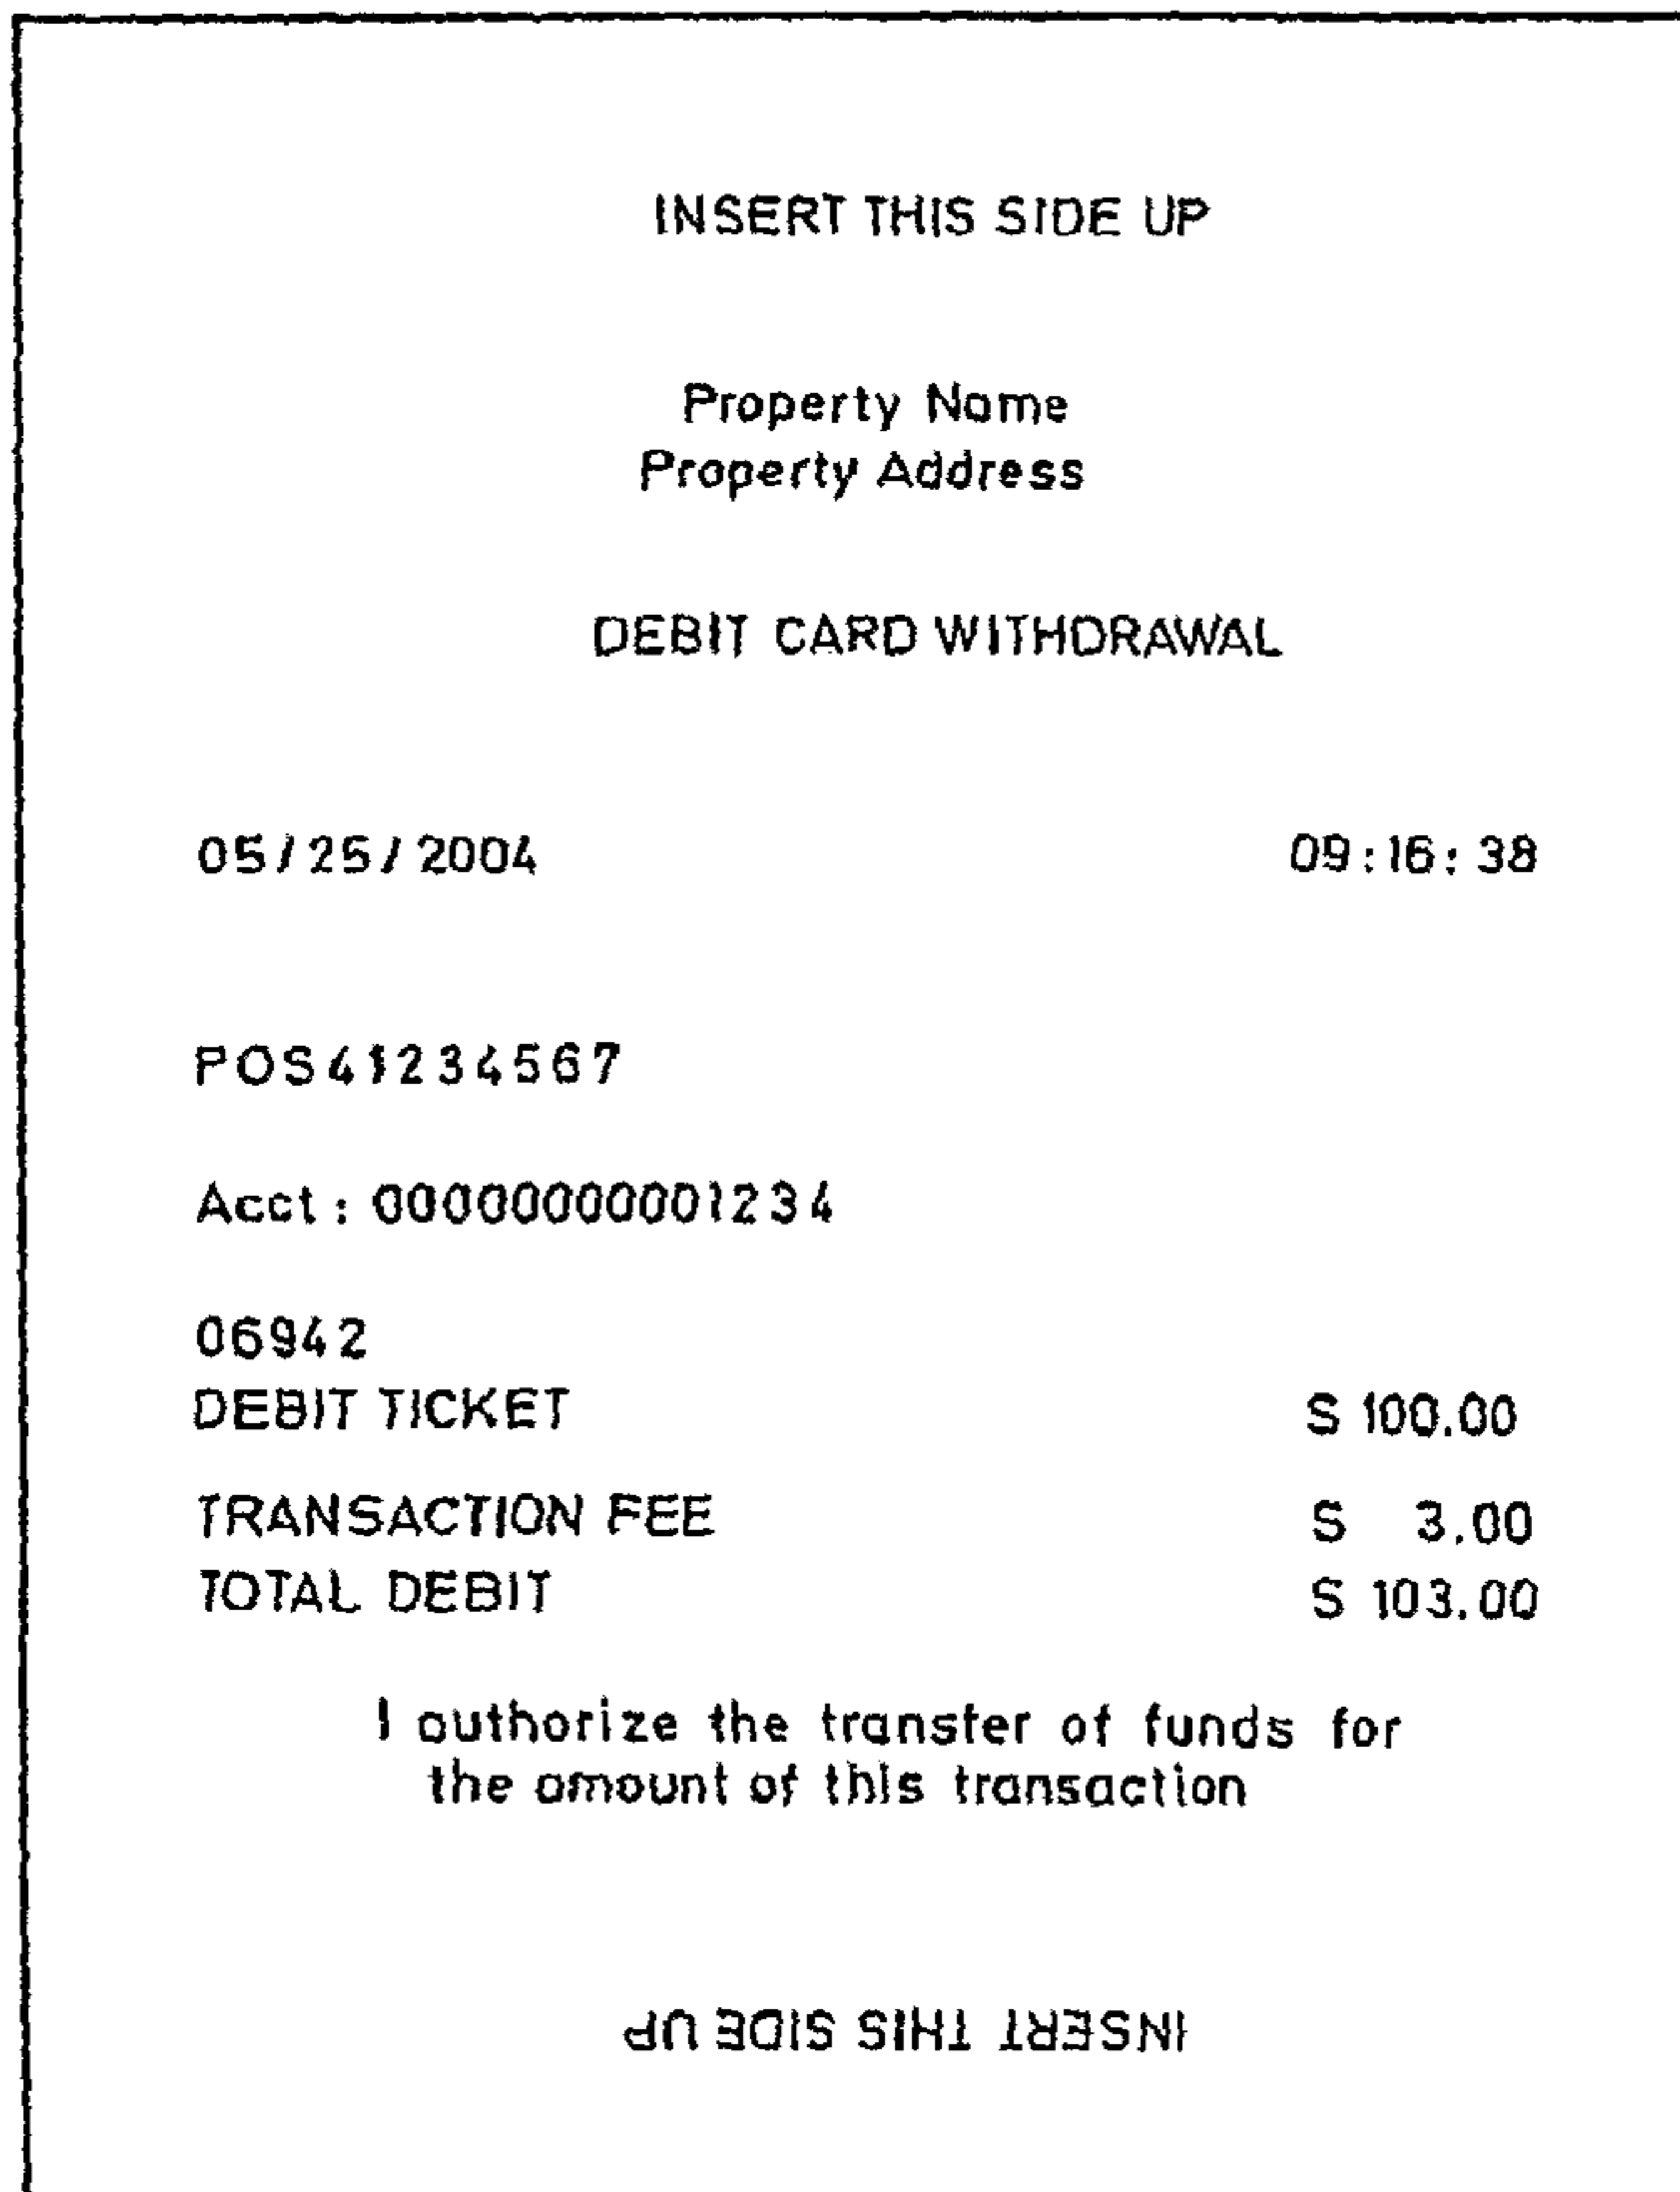 INSERT THIS SIDE UP
Property Name
Property Address
DEBIT CARD WITHDRAWAL
05/25/2004 09:16:38
POS41234567
Acct: 00000000001234
06942
DEBIT TICKET $ 100.00
TRANSACTION FEE $ 3.00
TOTAL DEBIT $ 103.00
I authorize the transfer of funds for
the amount of this transaction
INSERT THIS SIDE UP